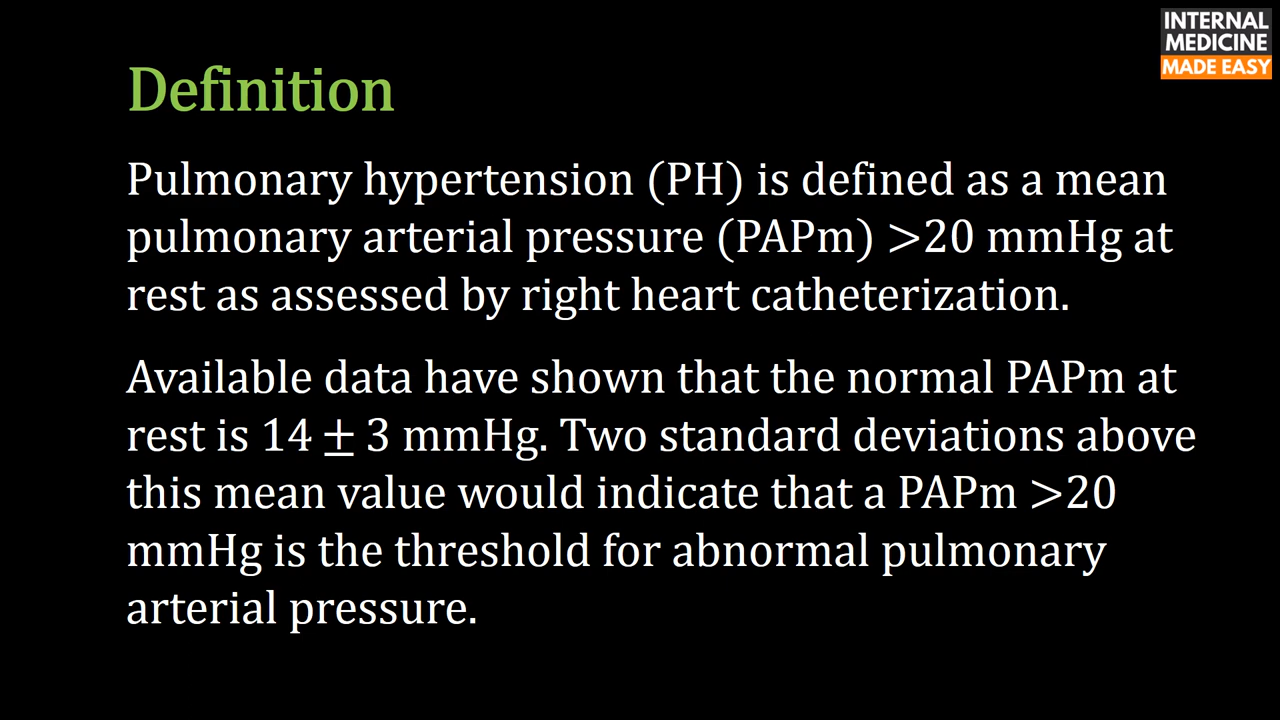 INTERNAL
MEDICINE
MADE EASY
Definition
Pulmonary hypertension (PH) is defined as a mean
pulmonary arterial pressure (PAPm) >20 mmHg at
rest as assessed by right heart catheterization.
Available data have shown that the normal PAPm at
rest is 14 ± 3 mmHg. Two standard deviations above
this mean value would indicate that a PAPm >20
mmHg is the threshold for abnormal pulmonary
arterial pressure.